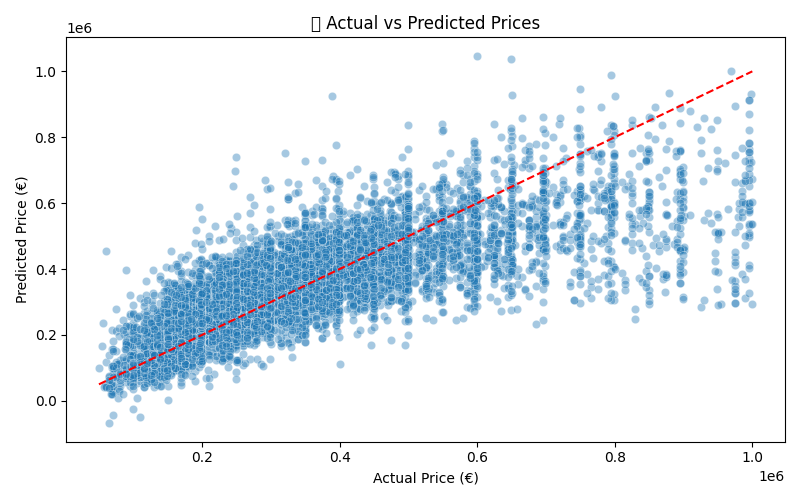 Actual vs Predicted Prices
1e6
1.0
0.8
0.6
0.4
0.2
0.0
Predicted Price (€)
0.2 0.4 0.6 0.8 1.0
1e6
Actual Price (€)